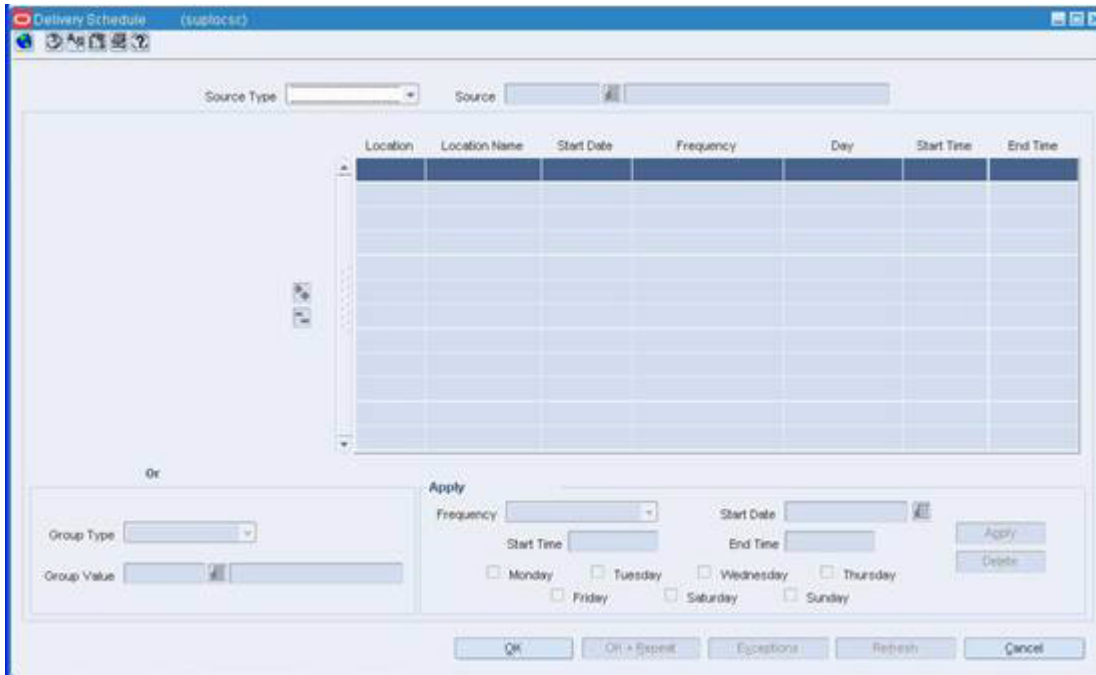 Delivery Schedule (suplocsc)
Source Type Source
Location Location Name Start Date Frequency Day Start Time End Time
Or
Group Type
Group Value
Apply
Frequency Start Date
Start Time End Time
Apply
Delete
Monday Tuesday Wednesday Thursday
Friday Saturday Sunday
OK OK + Repeat Exceptions Refresh Cancel